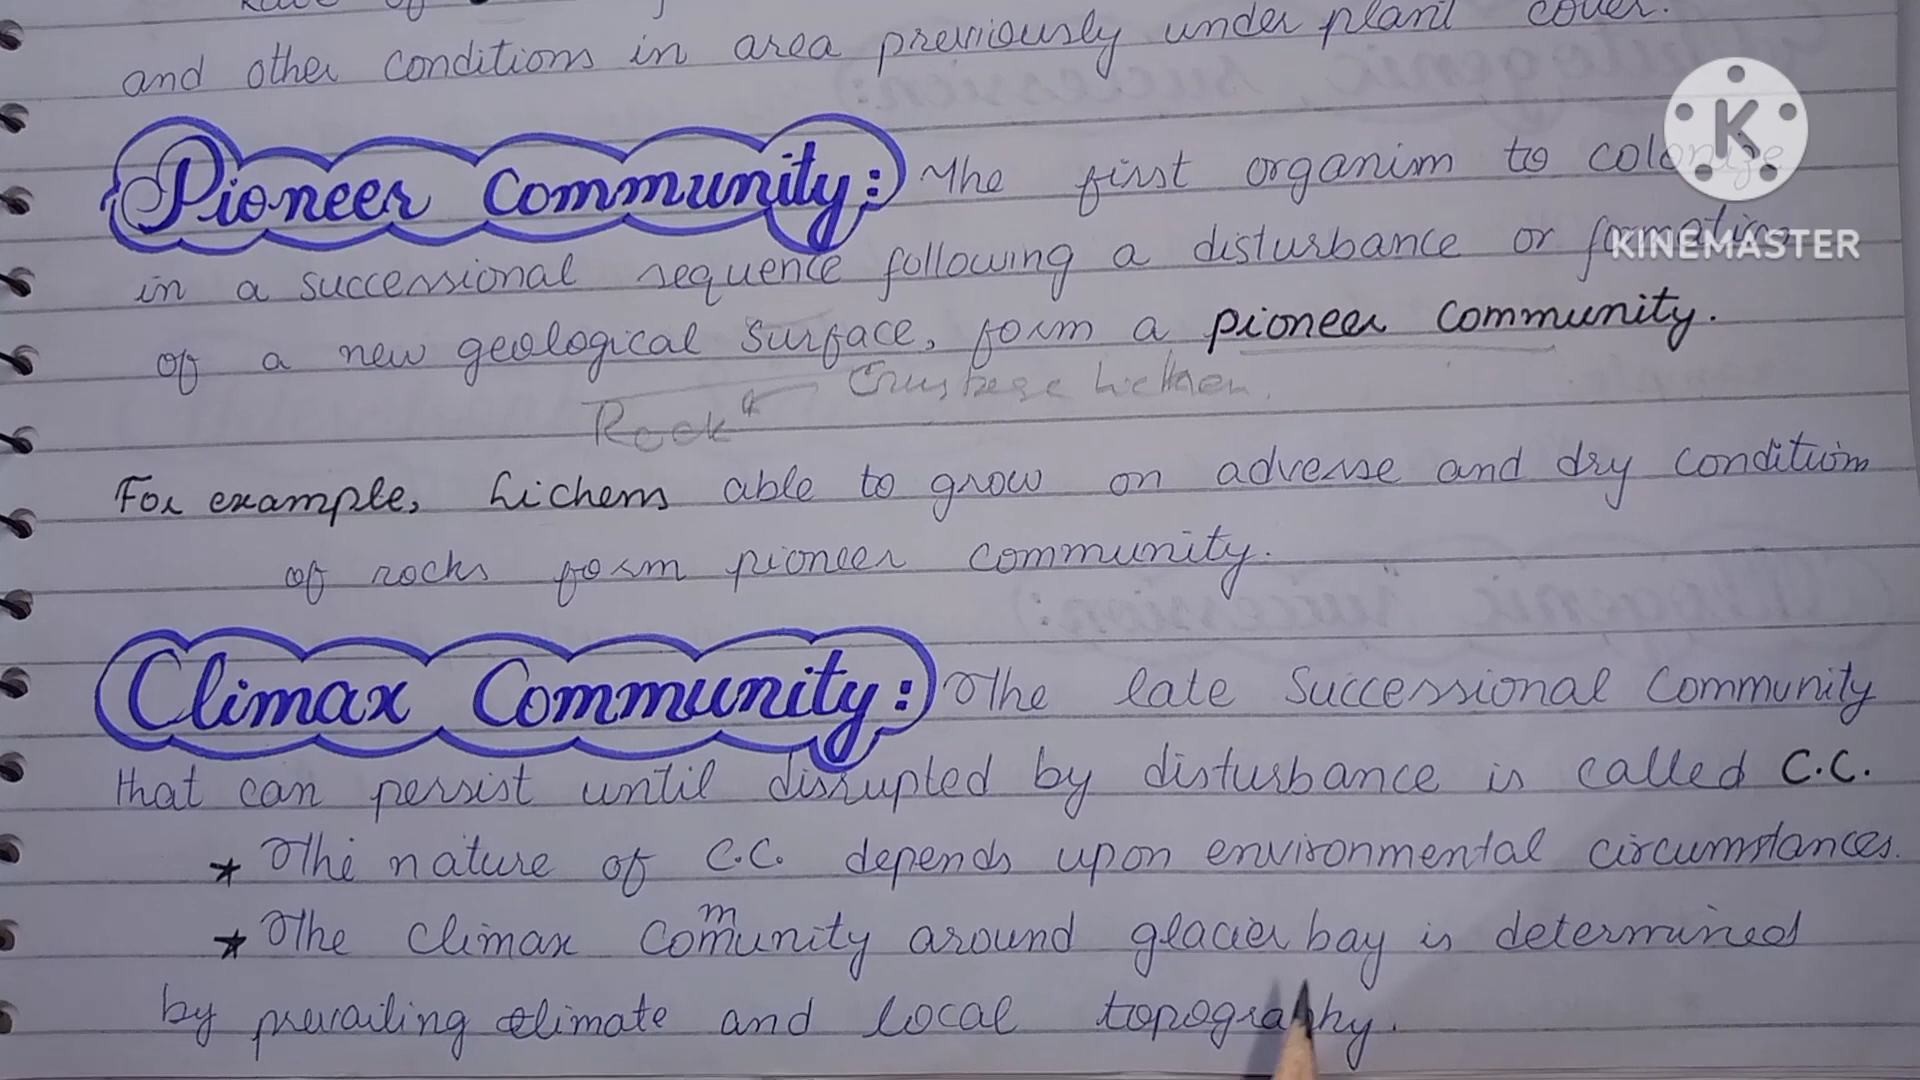 and other conditions in area previously under plant cover.
Pioneer Community: The first organism to colonize
in a successional sequence following a disturbance or formation
of a new geological surface, form a pioneer community.
Crustose Lichen.
Rock
For example, Lichens able to grow on adverse and dry condition
of rocks form pioneer community.
Climax Community: The late Successional Community
that can persist until disrupted by disturbance is called C.C.
* The nature of C.C. depends upon environmental circumstances.
* The climax community around glacier bay is determined
by prevailing climate and local topography.
K
KINEMASTER